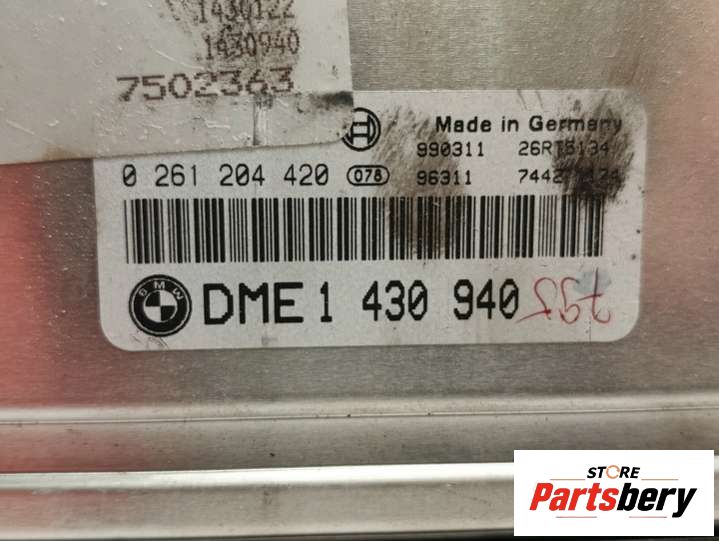 1430122
1430940
7502363
Made in Germany
990311 26RT5134
0 261 204 420 078 96311
BMW DME 1 430 940
STORE
Partsbery